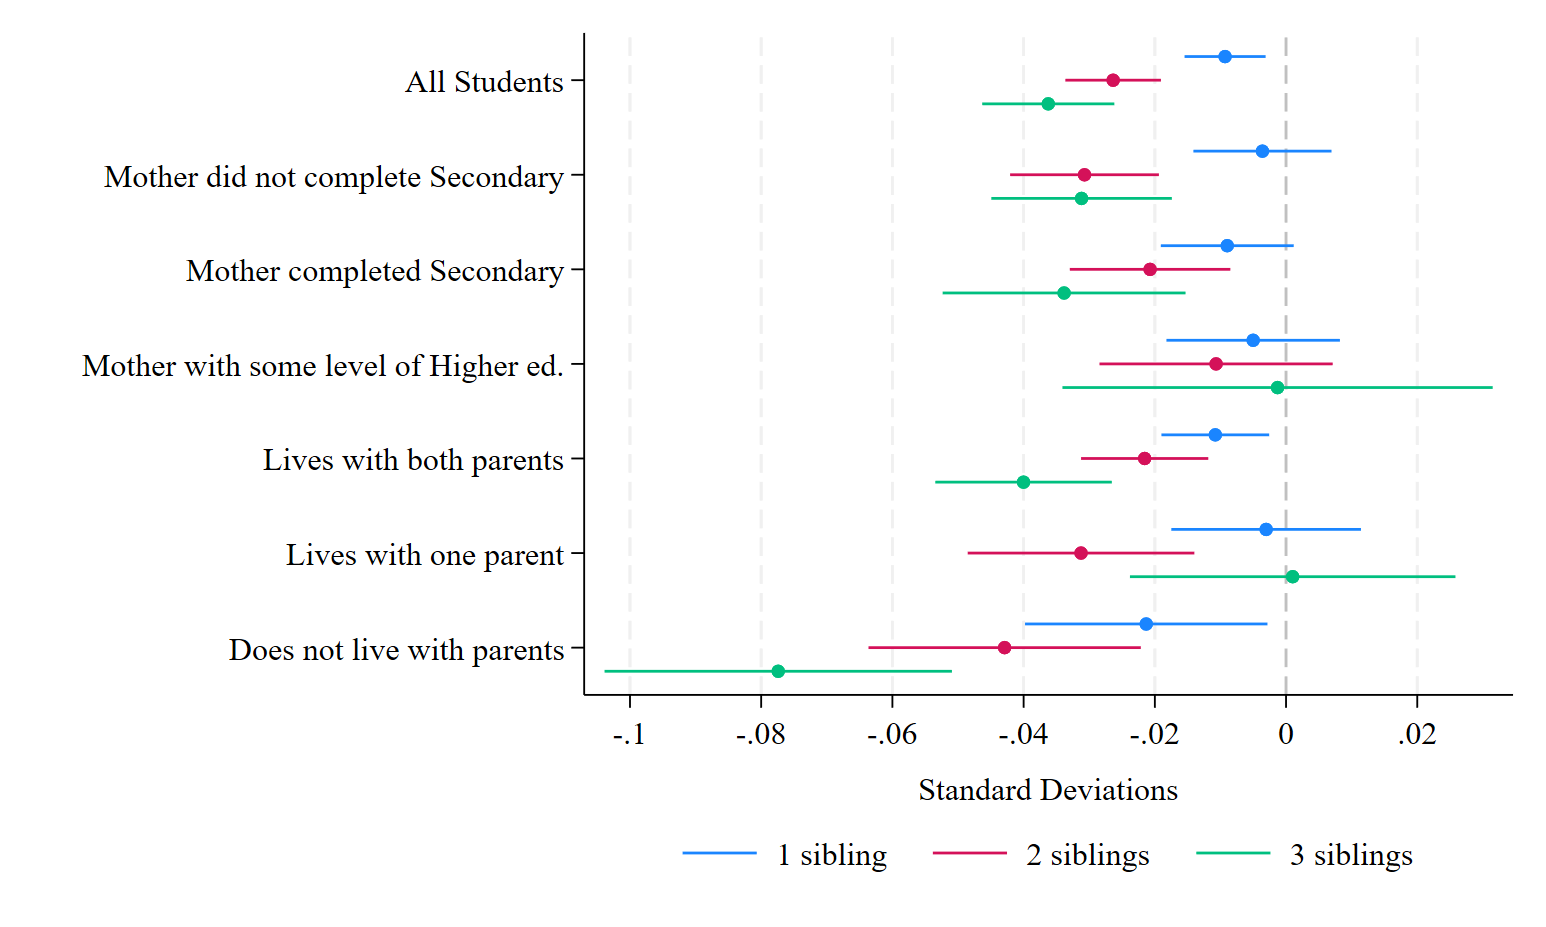 All Students
Mother did not complete Secondary
Mother completed Secondary
Mother with some level of Higher ed.
Lives with both parents
Lives with one parent
Does not live with parents
-.1 -.08 -.06 -.04 -.02 0 .02
Standard Deviations
1 sibling 2 siblings 3 siblings